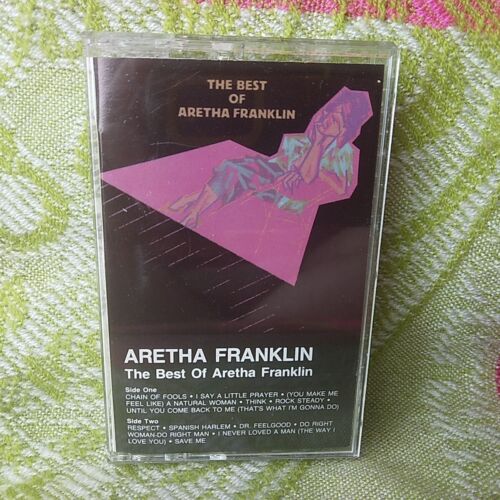 THE BEST
OF
ARETHA FRANKLIN
ARETHA FRANKLIN
The Best Of Aretha Franklin
Side One
CHAIN OF FOOLS • I SAY A LITTLE PRAYER • (YOU MAKE ME
FEEL LIKE) A NATURAL WOMAN • THINK • ROCK STEADY •
UNTIL YOU COME BACK TO ME (THAT'S WHAT I'M GONNA DO)
Side Two
RESPECT • SPANISH HARLEM • DR. FEELGOOD • DO RIGHT
WOMAN-DO RIGHT MAN • I NEVER LOVED A MAN (THE WAY I
LOVE YOU) • SAVE ME